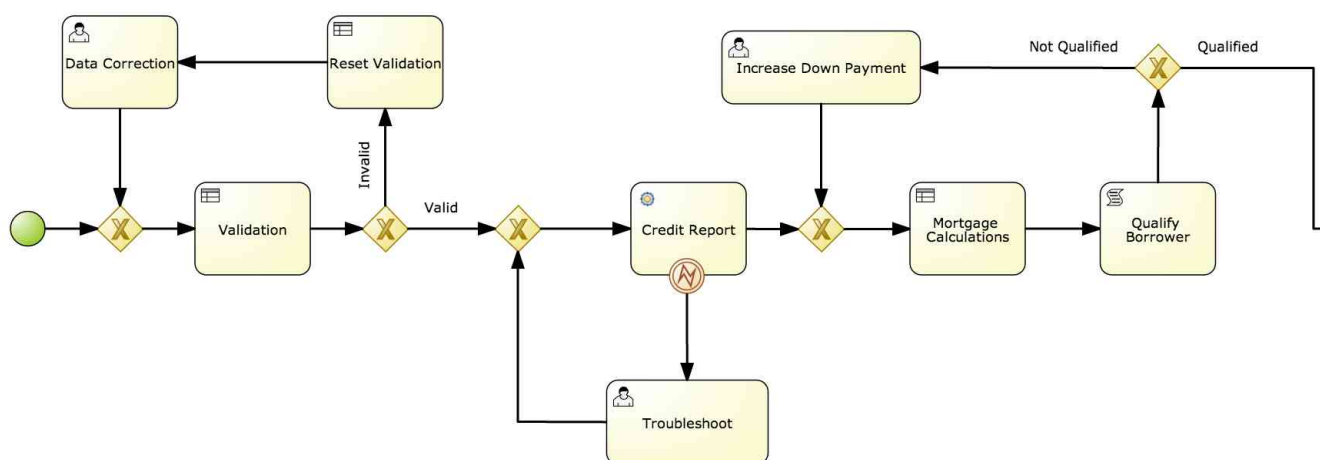 Data Correction
Reset Validation
Increase Down Payment
Not Qualified
Qualified
Invalid
Validation
Valid
Credit Report
Mortgage
Calculations
Qualify
Borrower
Troubleshoot